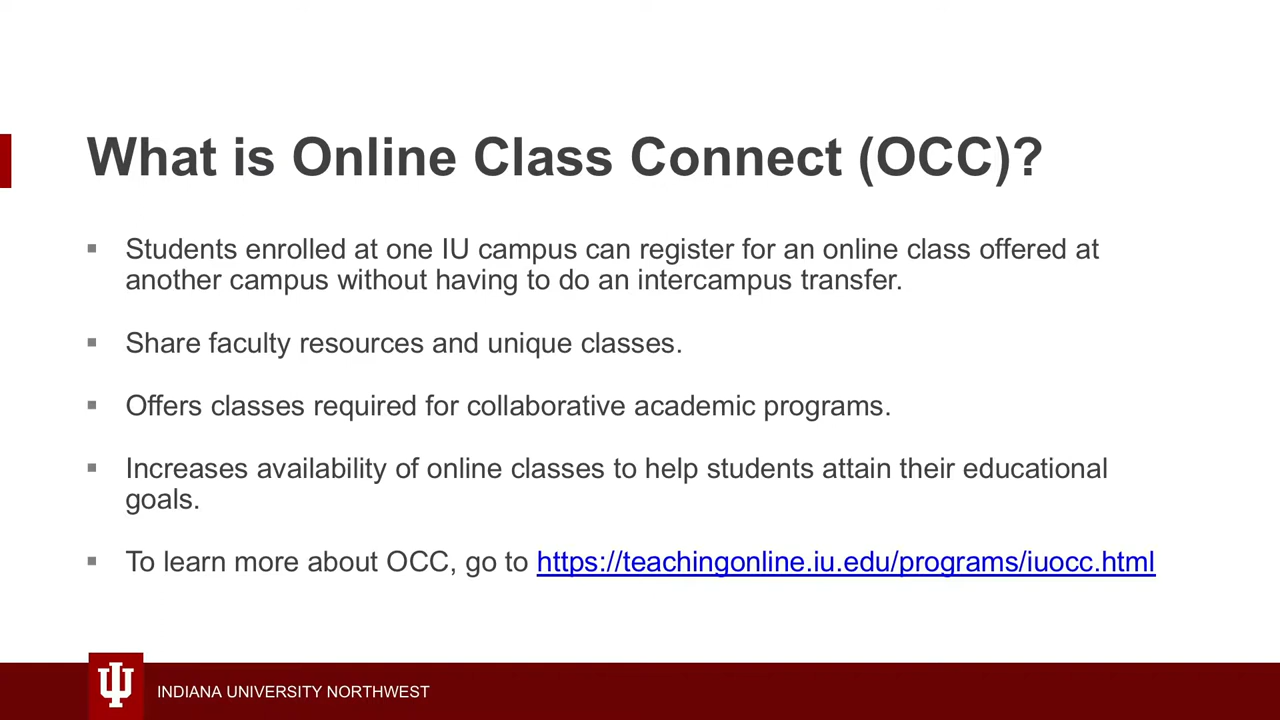 What is Online Class Connect (OCC)?
▪ Students enrolled at one IU campus can register for an online class offered at
another campus without having to do an intercampus transfer.
▪ Share faculty resources and unique classes.
▪ Offers classes required for collaborative academic programs.
▪ Increases availability of online classes to help students attain their educational
goals.
▪ To learn more about OCC, go to https://teachingonline.iu.edu/programs/iuocc.html
INDIANA UNIVERSITY NORTHWEST